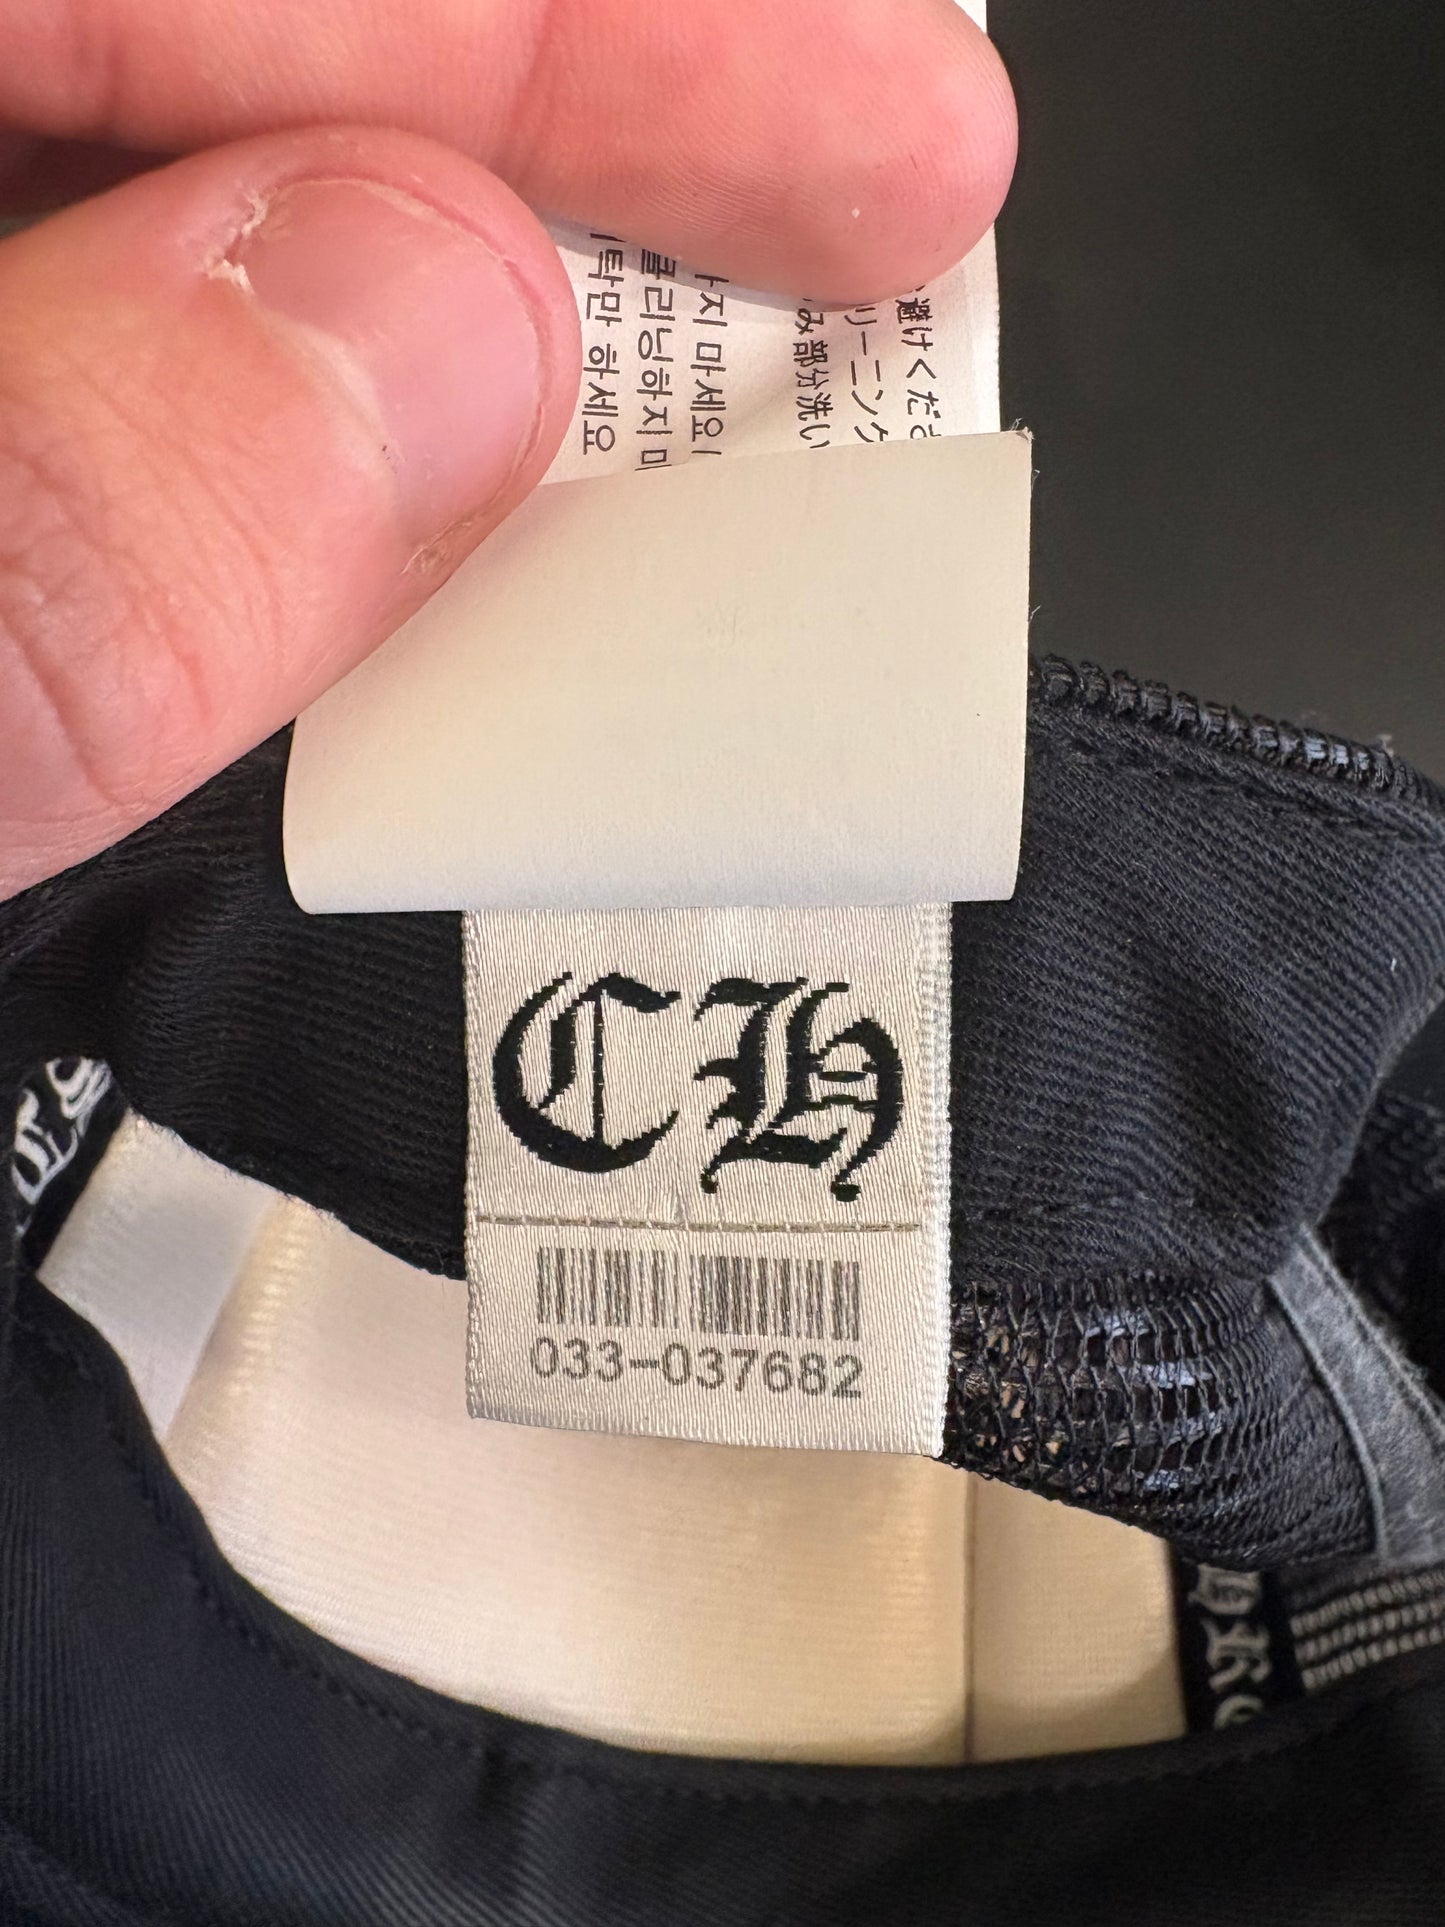 避けくださ
リーニング
み部分洗い
지 마세요
클리닝하지 마
탁만 하세요
CH
033-037682